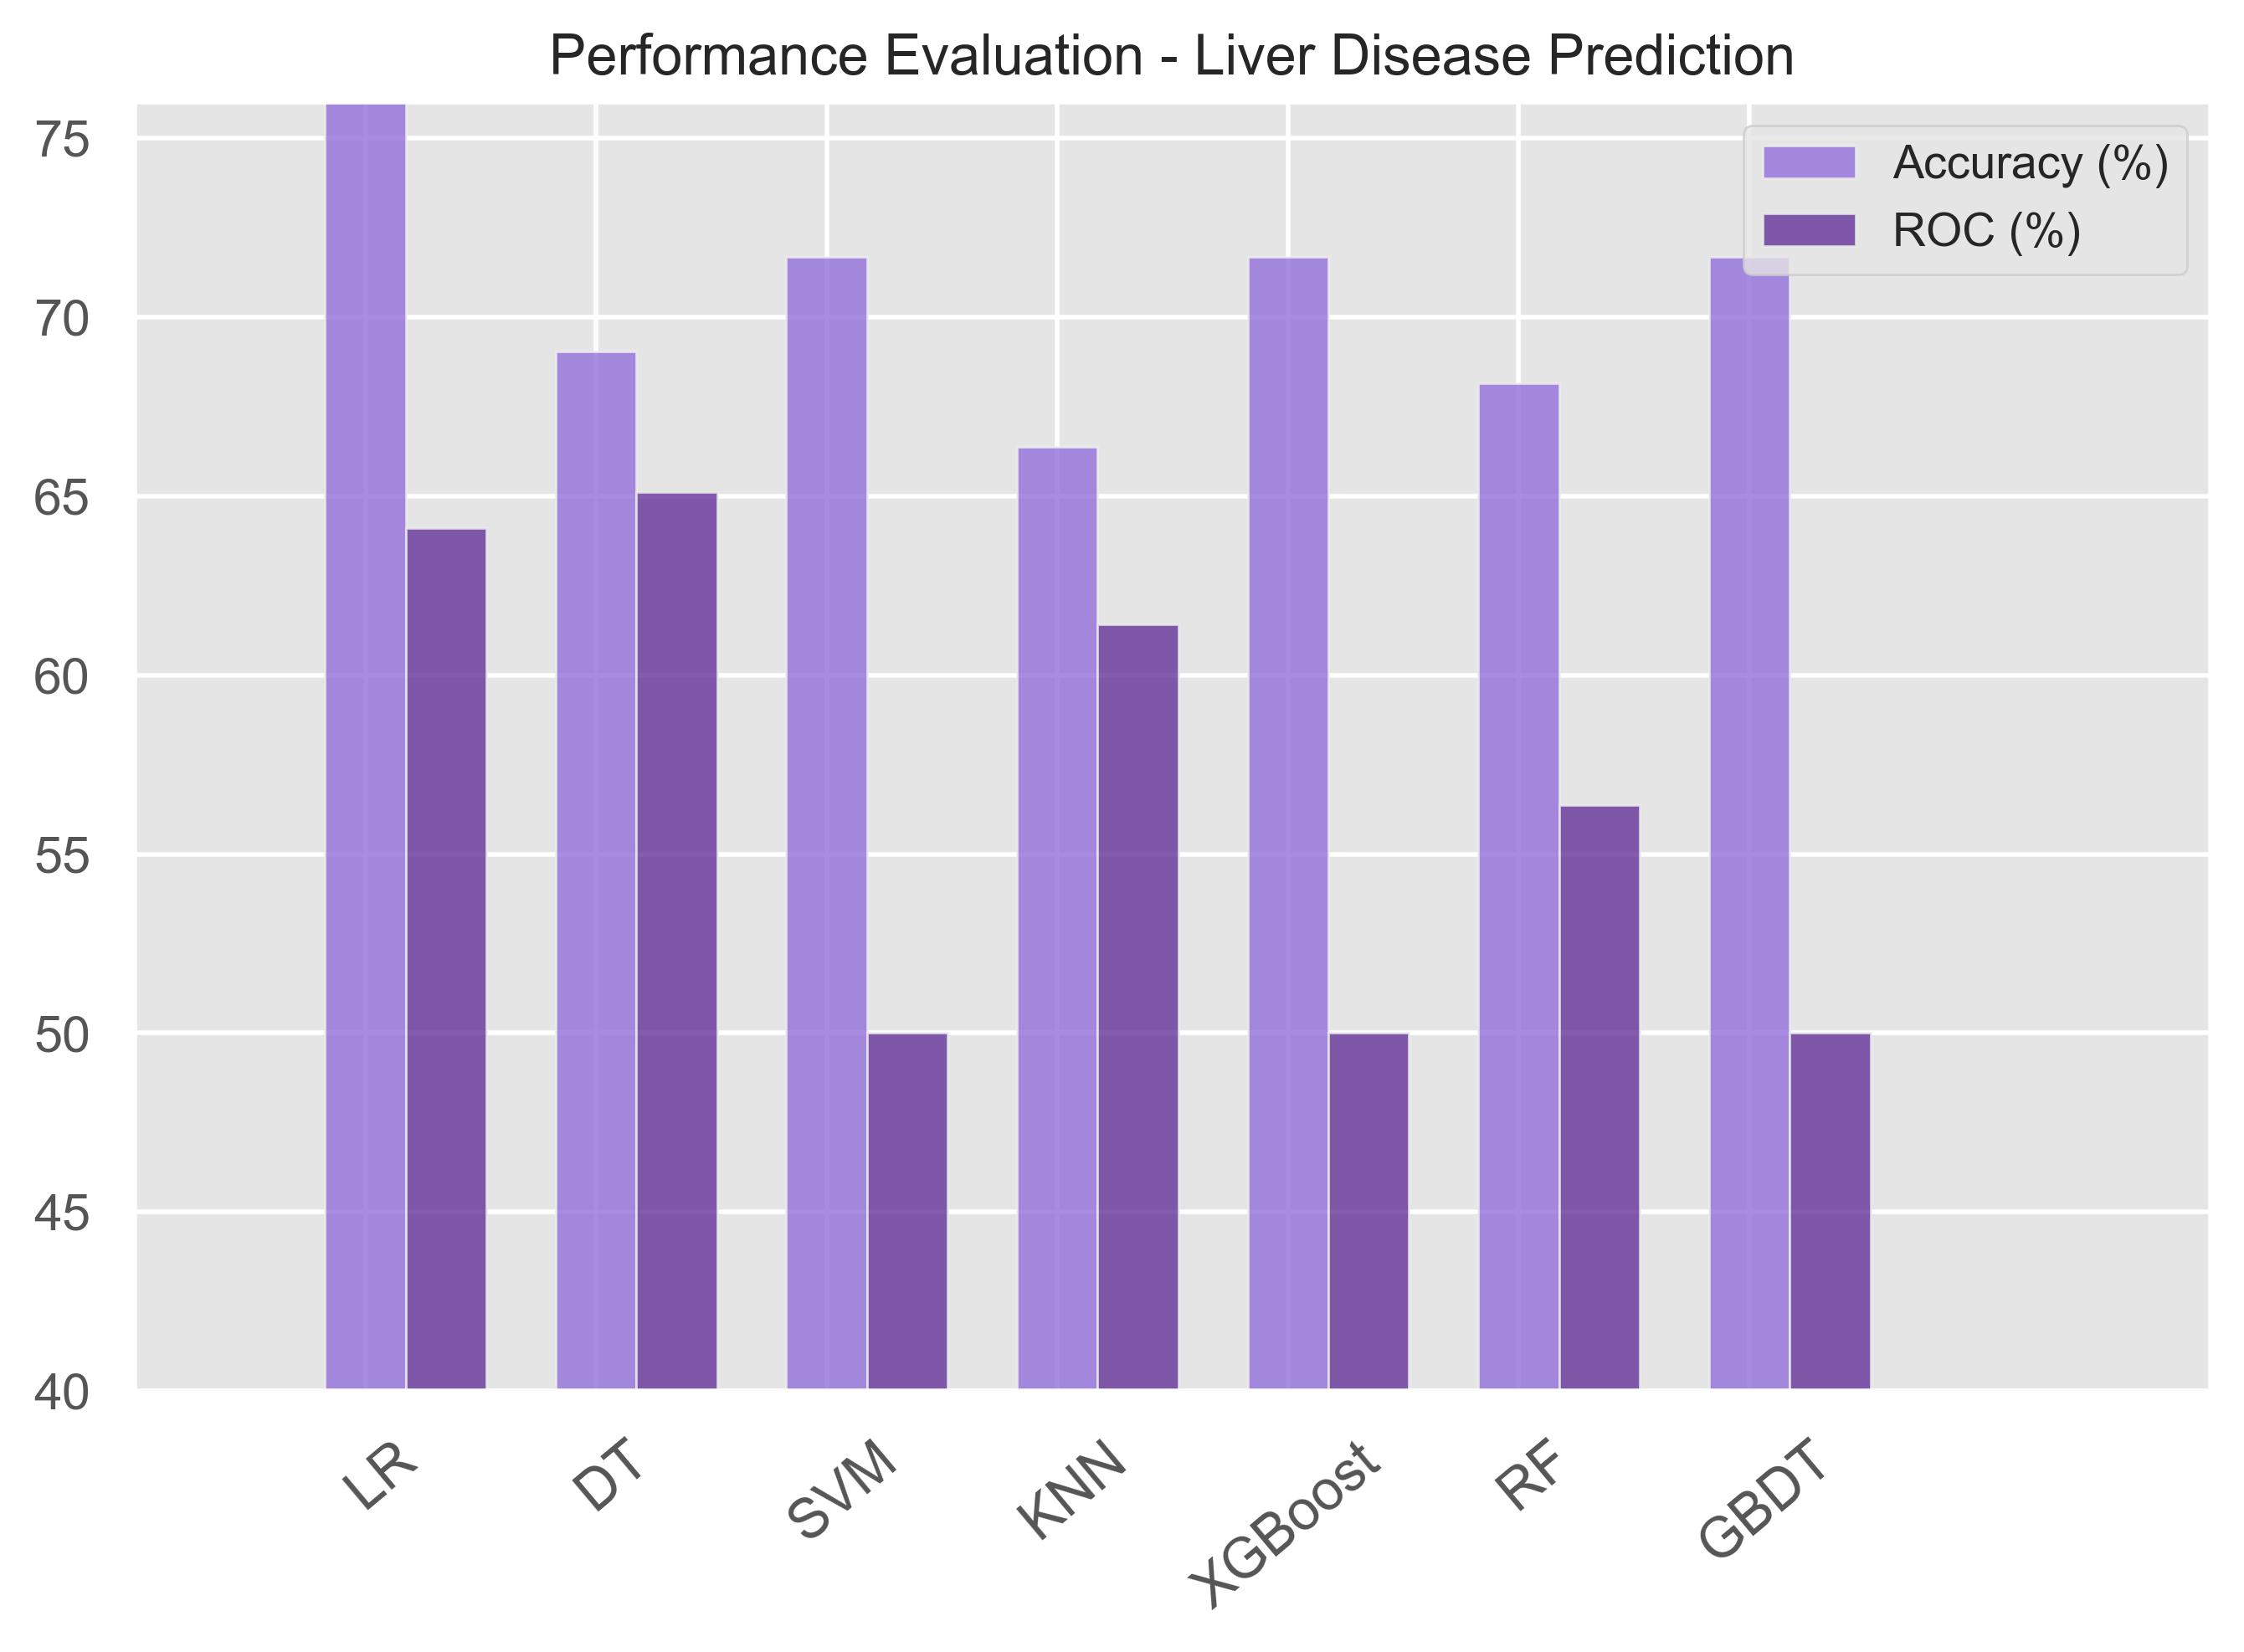 Performance Evaluation - Liver Disease Prediction
75
70
65
60
55
50
45
40
Accuracy (%)
ROC (%)
LR
DT
SVM
KNN
XGBoost
RF
GBDT